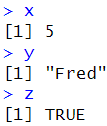 > x
[1] 5
> y
[1] "Fred"
> z
[1] TRUE